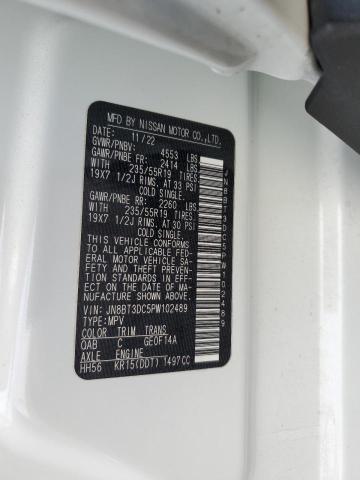 MFD BY NISSAN MOTOR CO.,LTD.
DATE: 11/22
GVWR/PNBV: 4553 LBS
GAWR/PNBE FR: 2414 LBS
WITH 235/55R19 TIRES
19X7 1/2J RIMS, AT 33 PSI
COLD SINGLE.
GAWR/PNBE RR: 2260 LBS
WITH 235/55R19 TIRES
19X7 1/2J RIMS, AT 30 PSI
COLD SINGLE.
THIS VEHICLE CONFORMS
TO ALL APPLICABLE FED-
ERAL MOTOR VEHICLE SA-
FETY AND THEFT PREVEN-
TION STANDARDS IN EFF-
ECT ON THE DATE OF MA-
NUFACTURE SHOWN ABOVE.
VIN: JN8BT3DC5PW102489
TYPE:MPV
COLOR TRIM TRANS
QAB C GE0F14A
AXLE ENGINE
HH56 KR15(DDT) 1497CC
JN8BT3DC5PW102489